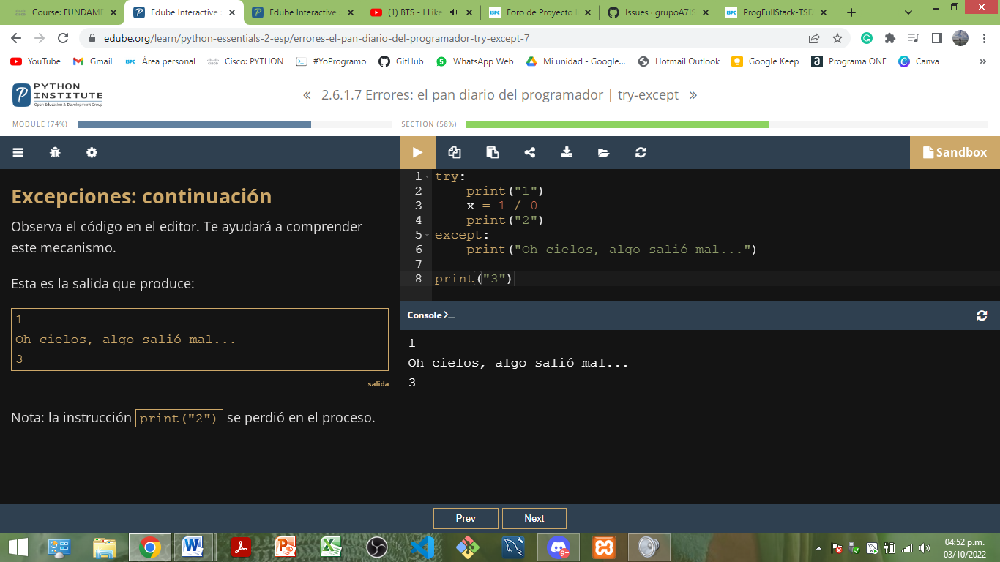 Course: FUNDAME
Edube Interactive
Edube Interactive
(1) BTS - I Like
Foro de Proyecto
Issues · grupoA7IS
ProgFullStack-TSD
edube.org/learn/python-essentials-2-esp/errores-el-pan-diario-del-programador-try-except-7
YouTube
Gmail
ISPC
Área personal
Cisco: PYTHON
#YoProgramo
GitHub
WhatsApp Web
Mi unidad - Google...
Hotmail Outlook
Google Keep
Programa ONE
Canva
»
PYTHON
INSTITUTE
Open Education & Development Group
« 2.6.1.7 Errores: el pan diario del programador | try-except »
MODULE (74%)
SECTION (58%)
Sandbox
Excepciones: continuación
Observa el código en el editor. Te ayudará a comprender
este mecanismo.
Esta es la salida que produce:
1
Oh cielos, algo salió mal...
3
salida
Nota: la instrucción print("2") se perdió en el proceso.
1 try:
2     print("1")
3     x = 1 / 0
4     print("2")
5 except:
6     print("Oh cielos, algo salió mal...")
7
8 print("3")
Console >_
1
Oh cielos, algo salió mal...
3
Prev
Next
9+
04:52 p.m.
03/10/2022